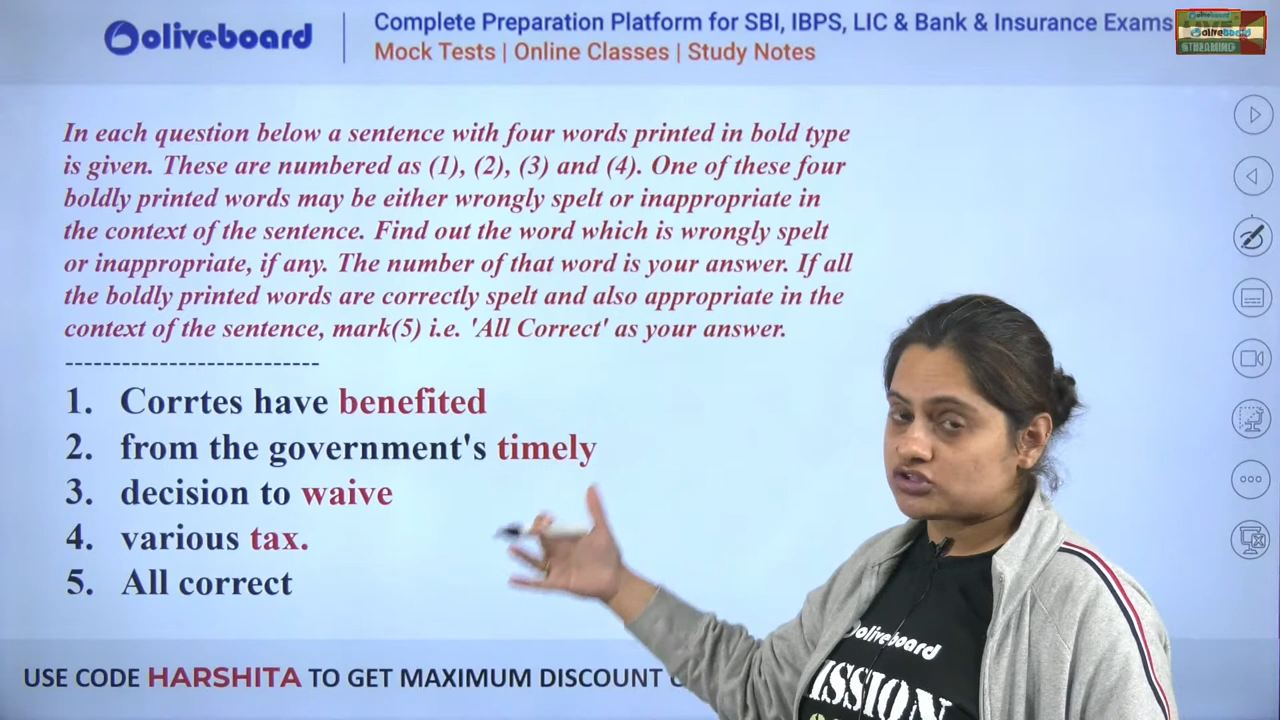 oliveboard
Complete Preparation Platform for SBI, IBPS, LIC & Bank & Insurance Exams
Mock Tests | Online Classes | Study Notes
LIVE
oliveboard
STREAMING
In each question below a sentence with four words printed in bold type
is given. These are numbered as (1), (2), (3) and (4). One of these four
boldly printed words may be either wrongly spelt or inappropriate in
the context of the sentence. Find out the word which is wrongly spelt
or inappropriate, if any. The number of that word is your answer. If all
the boldly printed words are correctly spelt and also appropriate in the
context of the sentence, mark(5) i.e. 'All Correct' as your answer.
---------------------------
1. Corrtes have benefited
2. from the government's timely
3. decision to waive
4. various tax.
5. All correct
oliveboard
USE CODE HARSHITA TO GET MAXIMUM DISCOUNT